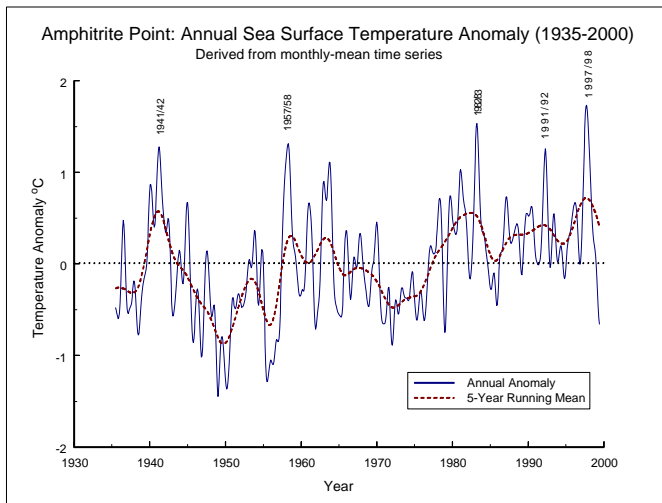 Amphitrite Point: Annual Sea Surface Temperature Anomaly (1935-2000)
Derived from monthly-mean time series
2
1
0
-1
-2
Temperature Anomaly ºC
1941/42
1957/58
1991/92
1997/98
Annual Anomaly
5-Year Running Mean
1930
1940
1950
1960
1970
1980
1990
2000
Year